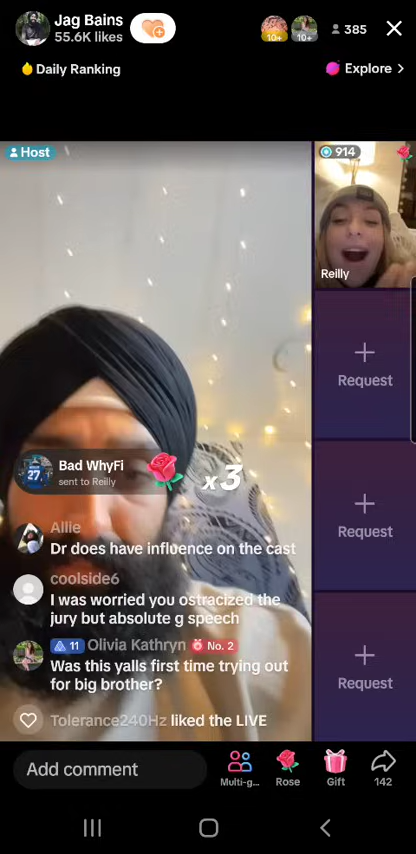 Jag Bains
55.6K likes
10+
10+
385
Daily Ranking
Explore >
Host
914
Reilly
Request
Request
Request
27
Bad WhyFi
sent to Reilly
x3
Allie
Dr does have influence on the cast
coolside6
I was worried you ostracized the
jury but absolute g speech
11 Olivia Kathryn No. 2
Was this yalls first time trying out
for big brother?
Tolerance240Hz liked the LIVE
Add comment
Multi-g...
Rose
Gift
142